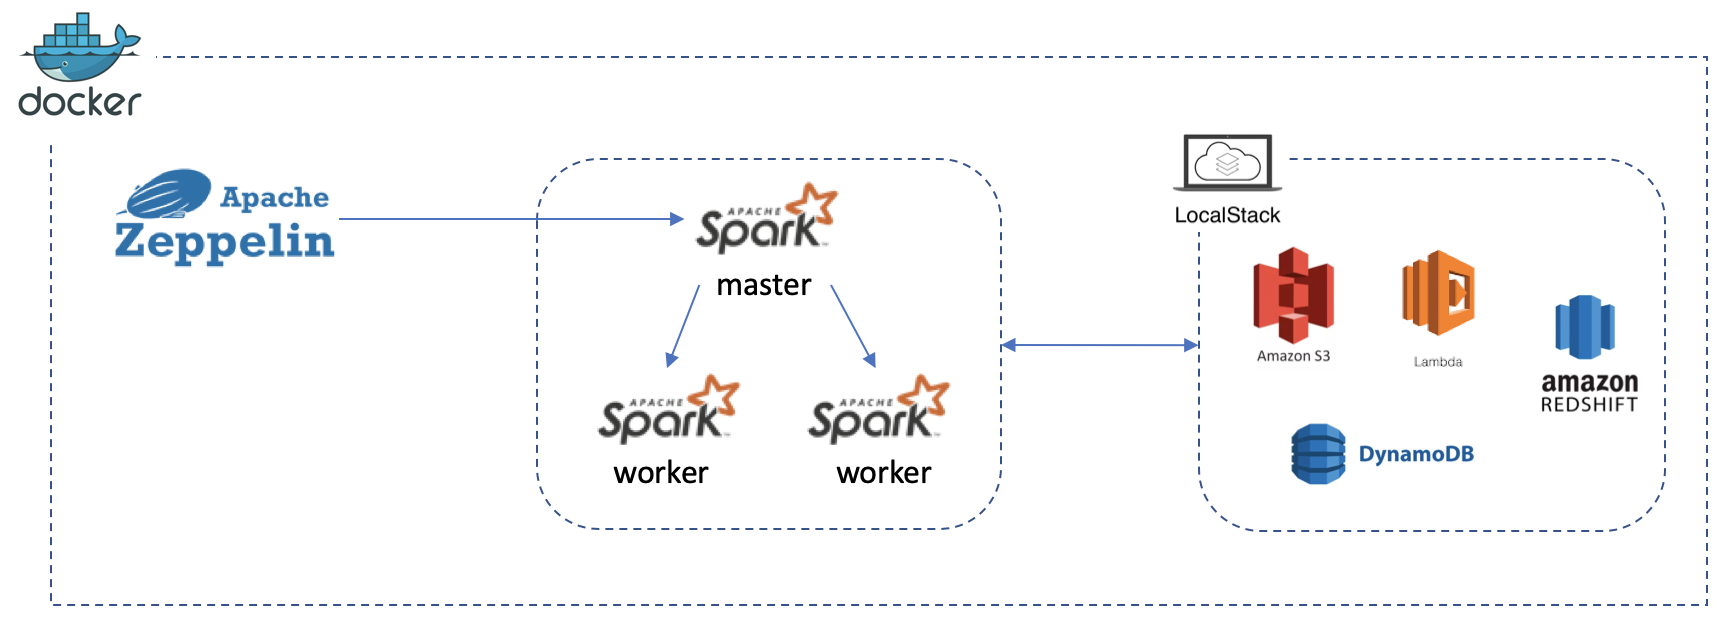 docker
Apache
Zeppelin
APACHE
Spark
master
APACHE
Spark
worker
APACHE
Spark
worker
LocalStack
Amazon S3
Lambda
amazon
REDSHIFT
DynamoDB